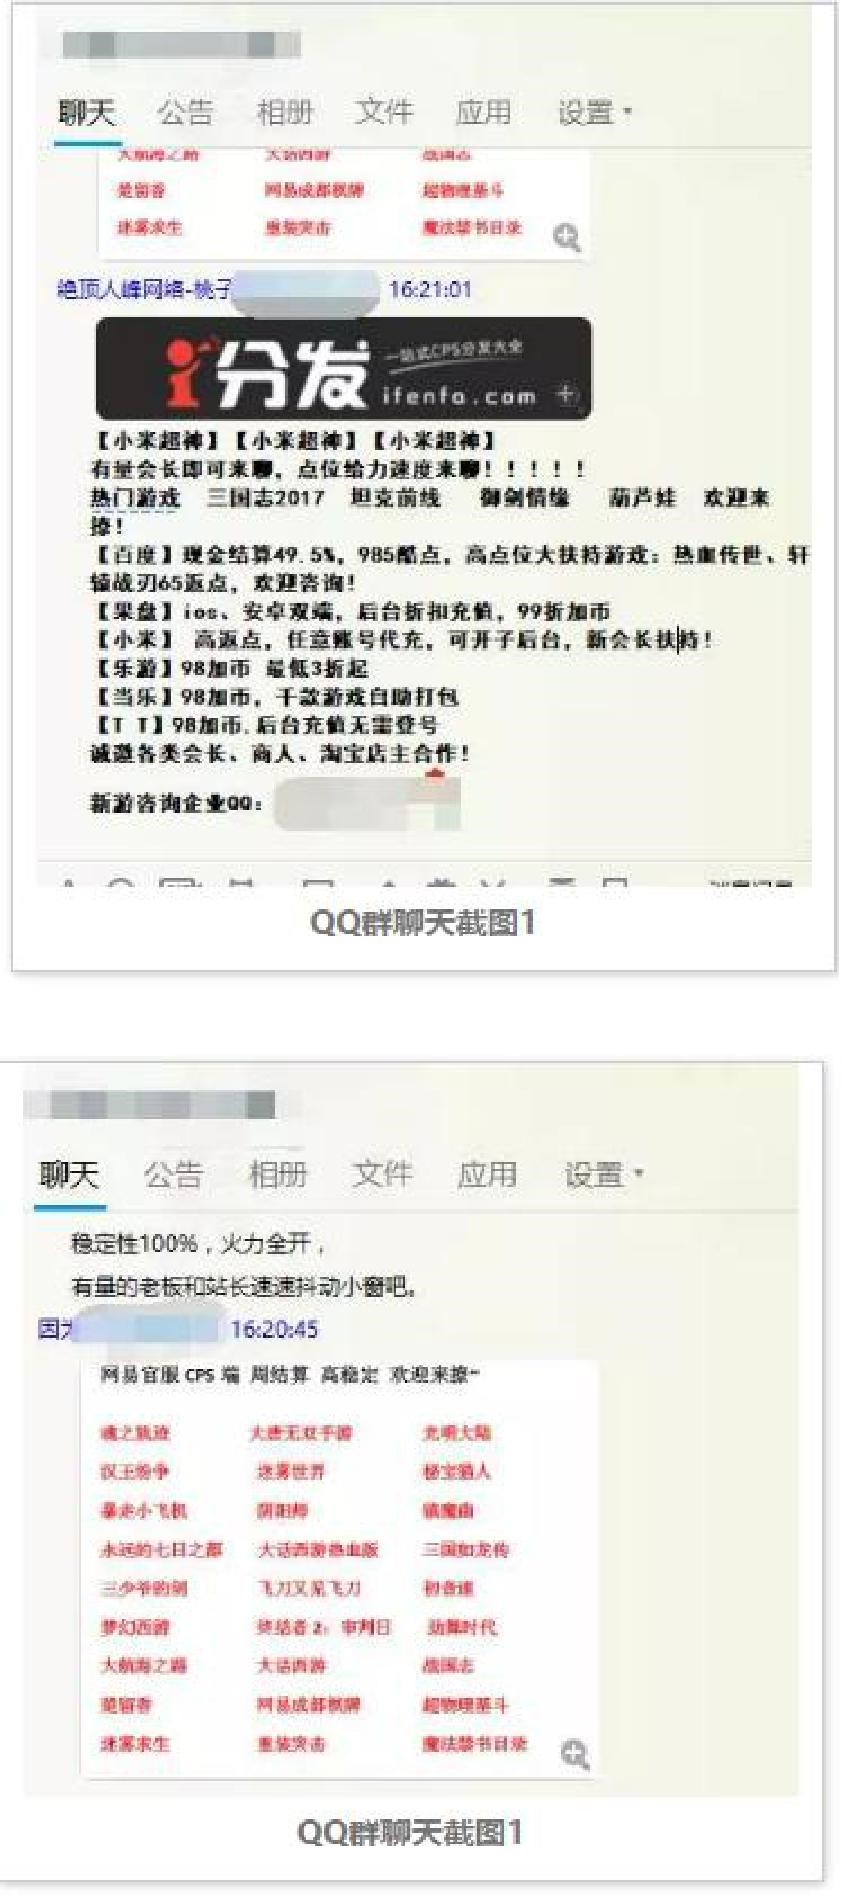 聊天 公告 相册 文件 应用 设置
大航海之路 大话西游 战国志
楚留香 网易成都棋牌 超物理基斗
迷雾求生 重装突击 魔法禁书目录
绝顶人峰网络-桃子 16:21:01
i分发 一站式CPS分发大全
ifenfa.com
【小米超神】【小米超神】【小米超神】
有量会长即可来聊，点位给力速度来聊！！！！！
热门游戏 三国志2017 坦克前线 御剑情缘 葫芦娃 欢迎来
撩！
【百度】现金结算49.5%，985酷点，高点位大扶持游戏：热血传世、轩
辕战刃65返点，欢迎咨询！
【果盘】ios、安卓双端，后台折扣充值，99折加币
【小米】 高返点，任意账号代充，可开子后台，新会长扶持！
【乐游】98加币 最低3折起
【当乐】98加币，千款游戏自助打包
【T T】98加币.后台充值无需登号
诚邀各类会长、商人、淘宝店主合作！
新游咨询企业QQ：
QQ群聊天截图1
聊天 公告 相册 文件 应用 设置
稳定性100%，火力全开，
有量的老板和站长速速抖动小窗吧。
因为 16:20:45
网易官服 CPS 端 周结算 高稳定 欢迎来撩~
魂之轨迹 大唐无双手游 光明大陆
汉王纷争 迷雾世界 秘宝猎人
暴走小飞机 阴阳师 镇魔曲
永远的七日之都 大话西游热血版 三国如龙传
三少爷的剑 飞刀又见飞刀 初音速
梦幻西游 终结者 2：审判日 劲舞时代
大航海之路 大话西游 战国志
楚留香 网易成都棋牌 超物理基斗
迷雾求生 重装突击 魔法禁书目录
QQ群聊天截图1